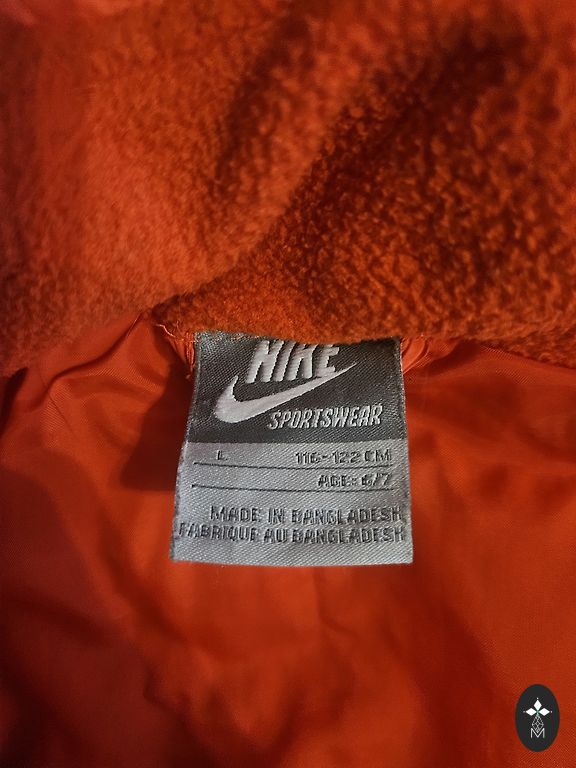 NIKE
SPORTSWEAR
L 116-122 CM
AGE: 6/7
MADE IN BANGLADESH
FABRIQUE AU BANGLADESH
M